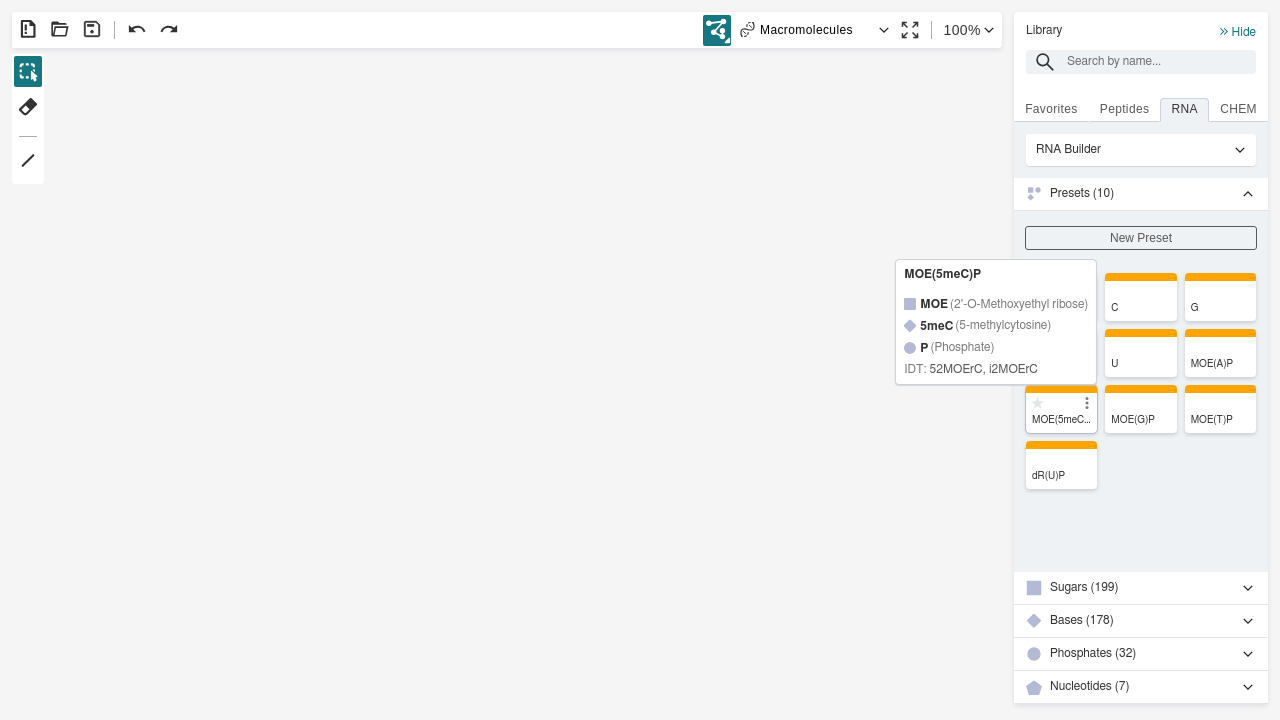 Macromolecules
100%
Library
Hide
Search by name...
Favorites
Peptides
RNA
CHEM
RNA Builder
Presets (10)
New Preset
MOE(5meC)P
MOE (2'-O-Methoxyethyl ribose)
5meC (5-methylcytosine)
P (Phosphate)
IDT: 52MOErC, i2MOErC
C
G
U
MOE(A)P
MOE(5meC...
MOE(G)P
MOE(T)P
dR(U)P
Sugars (199)
Bases (178)
Phosphates (32)
Nucleotides (7)